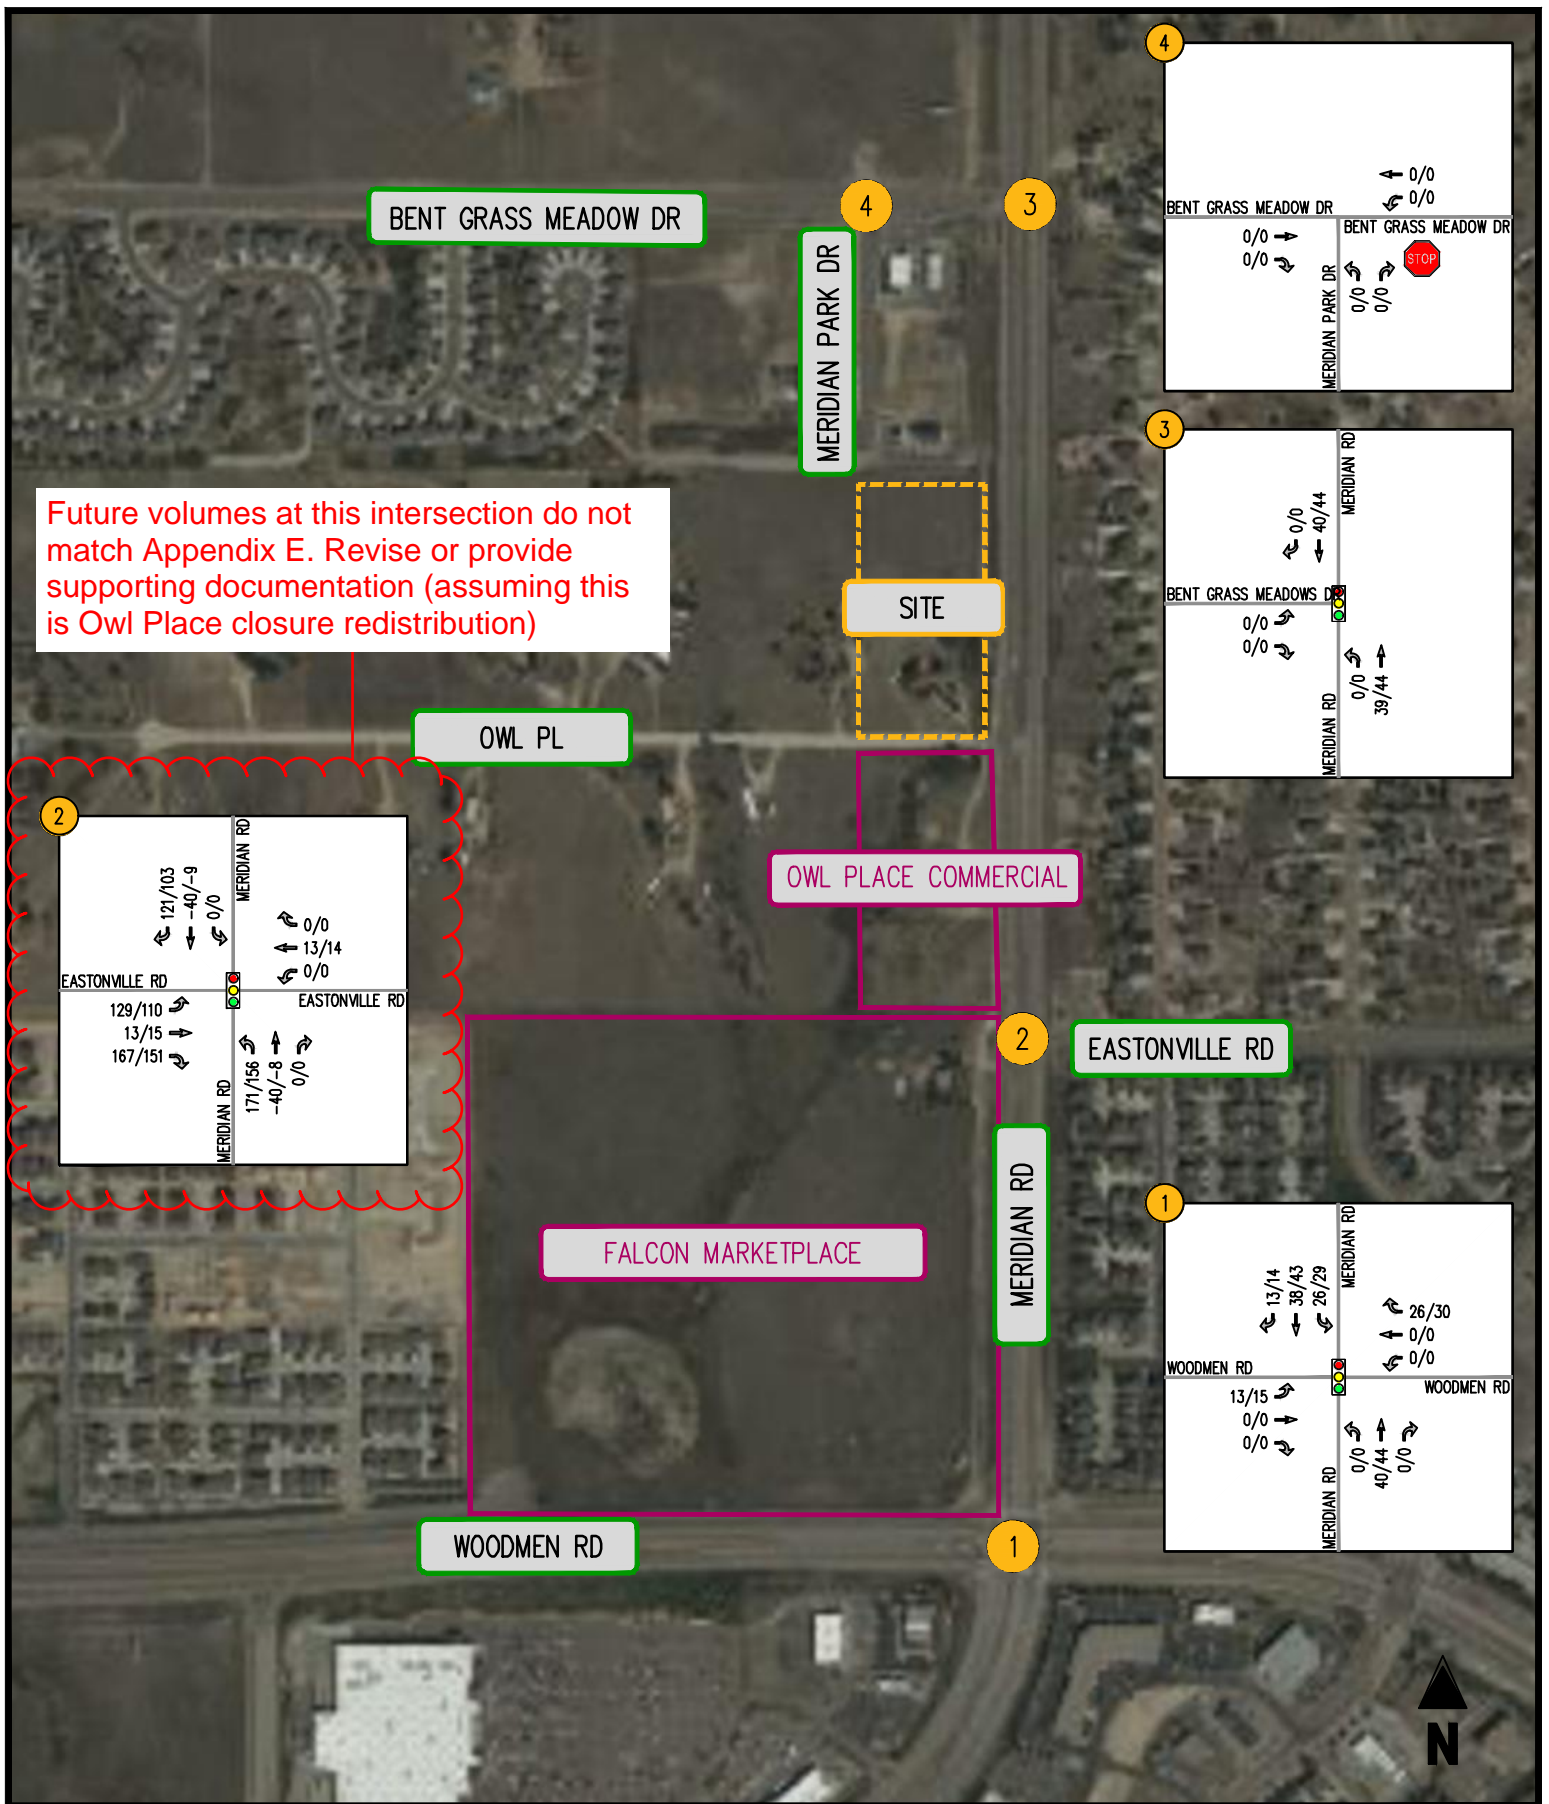 4
0/0
0/0
BENT GRASS MEADOW DR
BENT GRASS MEADOW DR
0/0
0/0
STOP
0/0
0/0
MERIDIAN PARK DR
BENT GRASS MEADOW DR
4
3
MERIDIAN PARK DR
3
MERIDIAN RD
0/0
40/44
BENT GRASS MEADOWS DR
0/0
0/0
0/0
39/44
MERIDIAN RD
Future volumes at this intersection do not
match Appendix E. Revise or provide
supporting documentation (assuming this
is Owl Place closure redistribution)
SITE
OWL PL
2
MERIDIAN RD
121/103
-40/-9
0/0
0/0
13/14
0/0
EASTONVILLE RD
EASTONVILLE RD
129/110
13/15
167/151
171/156
-40/-8
0/0
MERIDIAN RD
OWL PLACE COMMERCIAL
2
EASTONVILLE RD
MERIDIAN RD
FALCON MARKETPLACE
1
MERIDIAN RD
13/14
38/43
26/29
26/30
0/0
0/0
WOODMEN RD
WOODMEN RD
13/15
0/0
0/0
0/0
40/44
0/0
MERIDIAN RD
WOODMEN RD
1
N